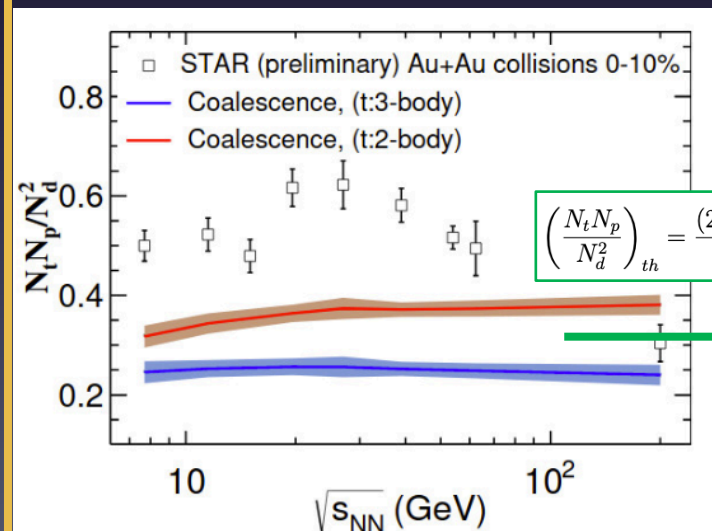 STAR (preliminary) Au+Au collisions 0-10%
Coalescence, (t:3-body)
Coalescence, (t:2-body)
0.8
0.6
0.4
0.2
N_tN_p/N_d^2
(N_tN_p/N_d^2)_th = (2
10
10^2
√s_NN (GeV)